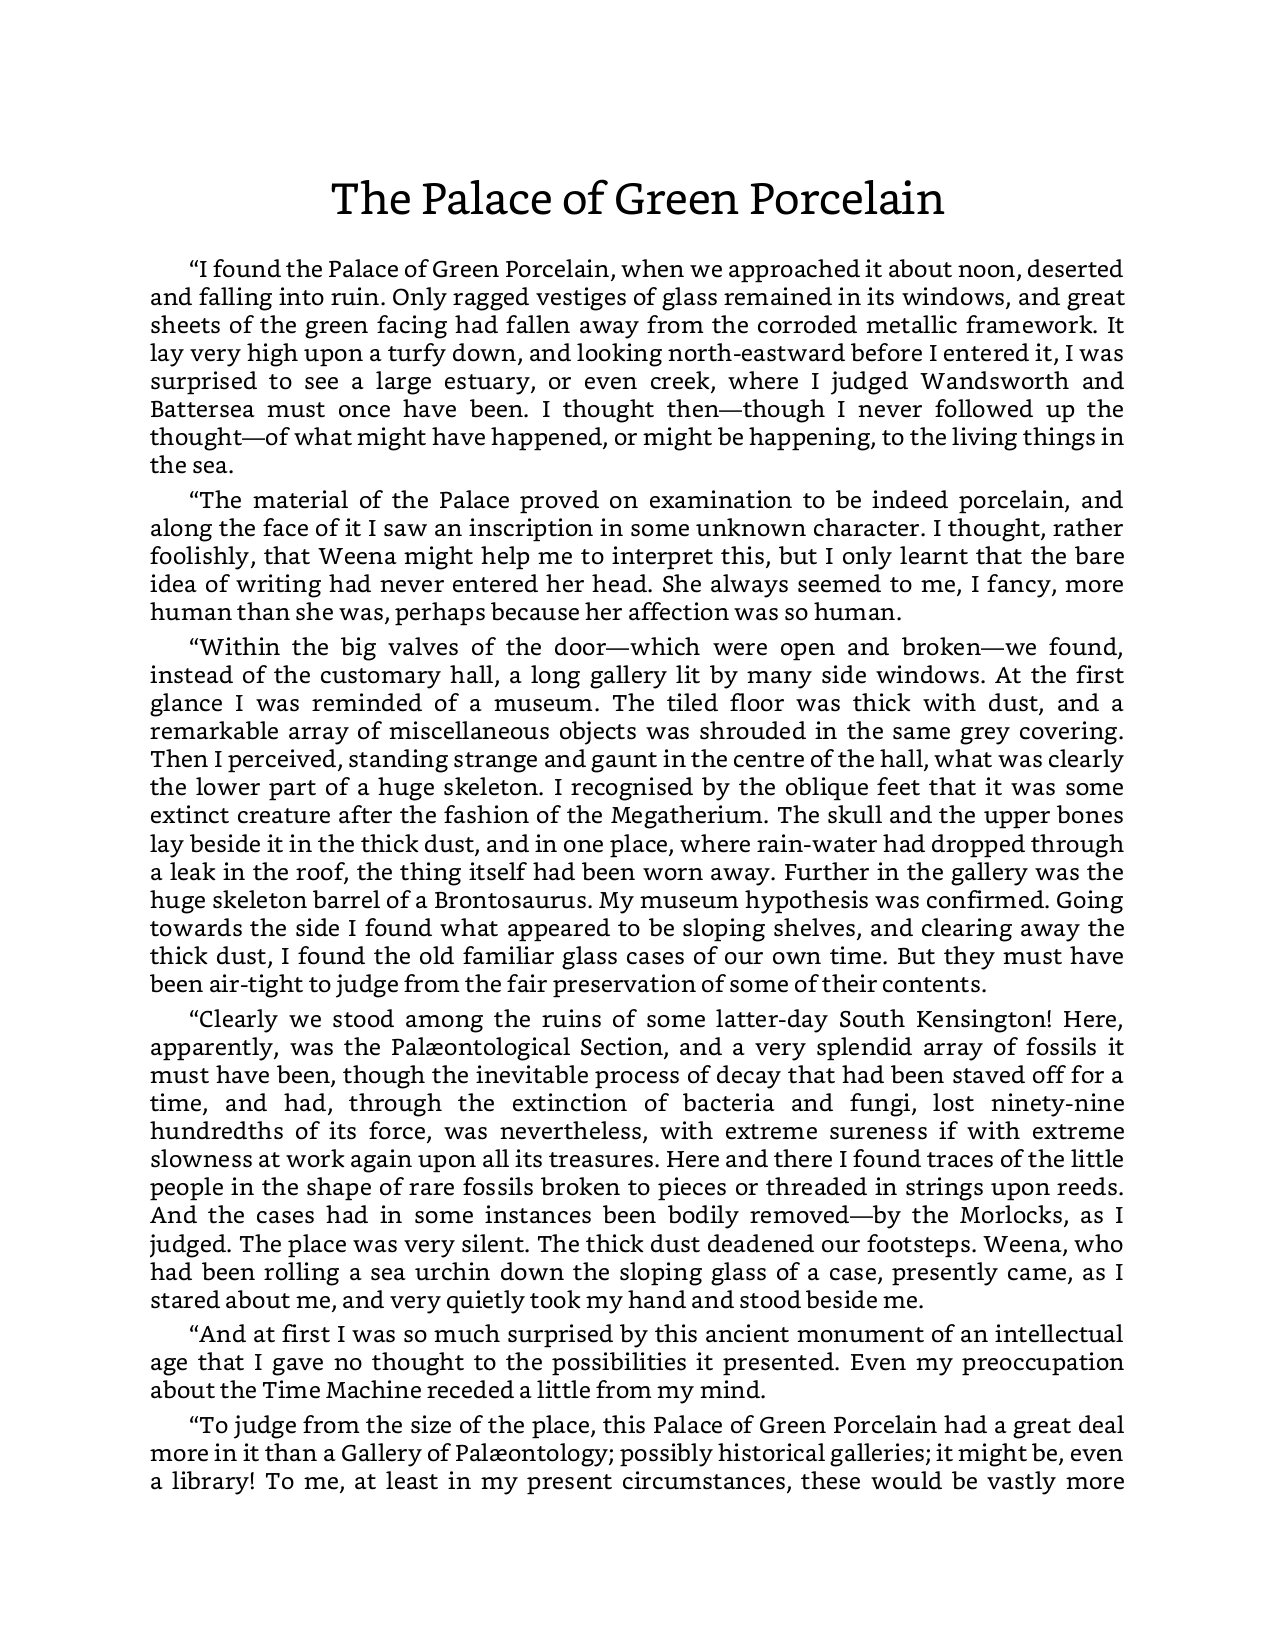 The Palace of Green Porcelain
“I found the Palace of Green Porcelain, when we approached it about noon, deserted
and falling into ruin. Only ragged vestiges of glass remained in its windows, and great
sheets of the green facing had fallen away from the corroded metallic framework. It
lay very high upon a turfy down, and looking north-eastward before I entered it, I was
surprised to see a large estuary, or even creek, where I judged Wandsworth and
Battersea must once have been. I thought then—though I never followed up the
thought—of what might have happened, or might be happening, to the living things in
the sea.
“The material of the Palace proved on examination to be indeed porcelain, and
along the face of it I saw an inscription in some unknown character. I thought, rather
foolishly, that Weena might help me to interpret this, but I only learnt that the bare
idea of writing had never entered her head. She always seemed to me, I fancy, more
human than she was, perhaps because her affection was so human.
“Within the big valves of the door—which were open and broken—we found,
instead of the customary hall, a long gallery lit by many side windows. At the first
glance I was reminded of a museum. The tiled floor was thick with dust, and a
remarkable array of miscellaneous objects was shrouded in the same grey covering.
Then I perceived, standing strange and gaunt in the centre of the hall, what was clearly
the lower part of a huge skeleton. I recognised by the oblique feet that it was some
extinct creature after the fashion of the Megatherium. The skull and the upper bones
lay beside it in the thick dust, and in one place, where rain-water had dropped through
a leak in the roof, the thing itself had been worn away. Further in the gallery was the
huge skeleton barrel of a Brontosaurus. My museum hypothesis was confirmed. Going
towards the side I found what appeared to be sloping shelves, and clearing away the
thick dust, I found the old familiar glass cases of our own time. But they must have
been air-tight to judge from the fair preservation of some of their contents.
“Clearly we stood among the ruins of some latter-day South Kensington! Here,
apparently, was the Palæontological Section, and a very splendid array of fossils it
must have been, though the inevitable process of decay that had been staved off for a
time, and had, through the extinction of bacteria and fungi, lost ninety-nine
hundredths of its force, was nevertheless, with extreme sureness if with extreme
slowness at work again upon all its treasures. Here and there I found traces of the little
people in the shape of rare fossils broken to pieces or threaded in strings upon reeds.
And the cases had in some instances been bodily removed—by the Morlocks, as I
judged. The place was very silent. The thick dust deadened our footsteps. Weena, who
had been rolling a sea urchin down the sloping glass of a case, presently came, as I
stared about me, and very quietly took my hand and stood beside me.
“And at first I was so much surprised by this ancient monument of an intellectual
age that I gave no thought to the possibilities it presented. Even my preoccupation
about the Time Machine receded a little from my mind.
“To judge from the size of the place, this Palace of Green Porcelain had a great deal
more in it than a Gallery of Palæontology; possibly historical galleries; it might be, even
a library! To me, at least in my present circumstances, these would be vastly more